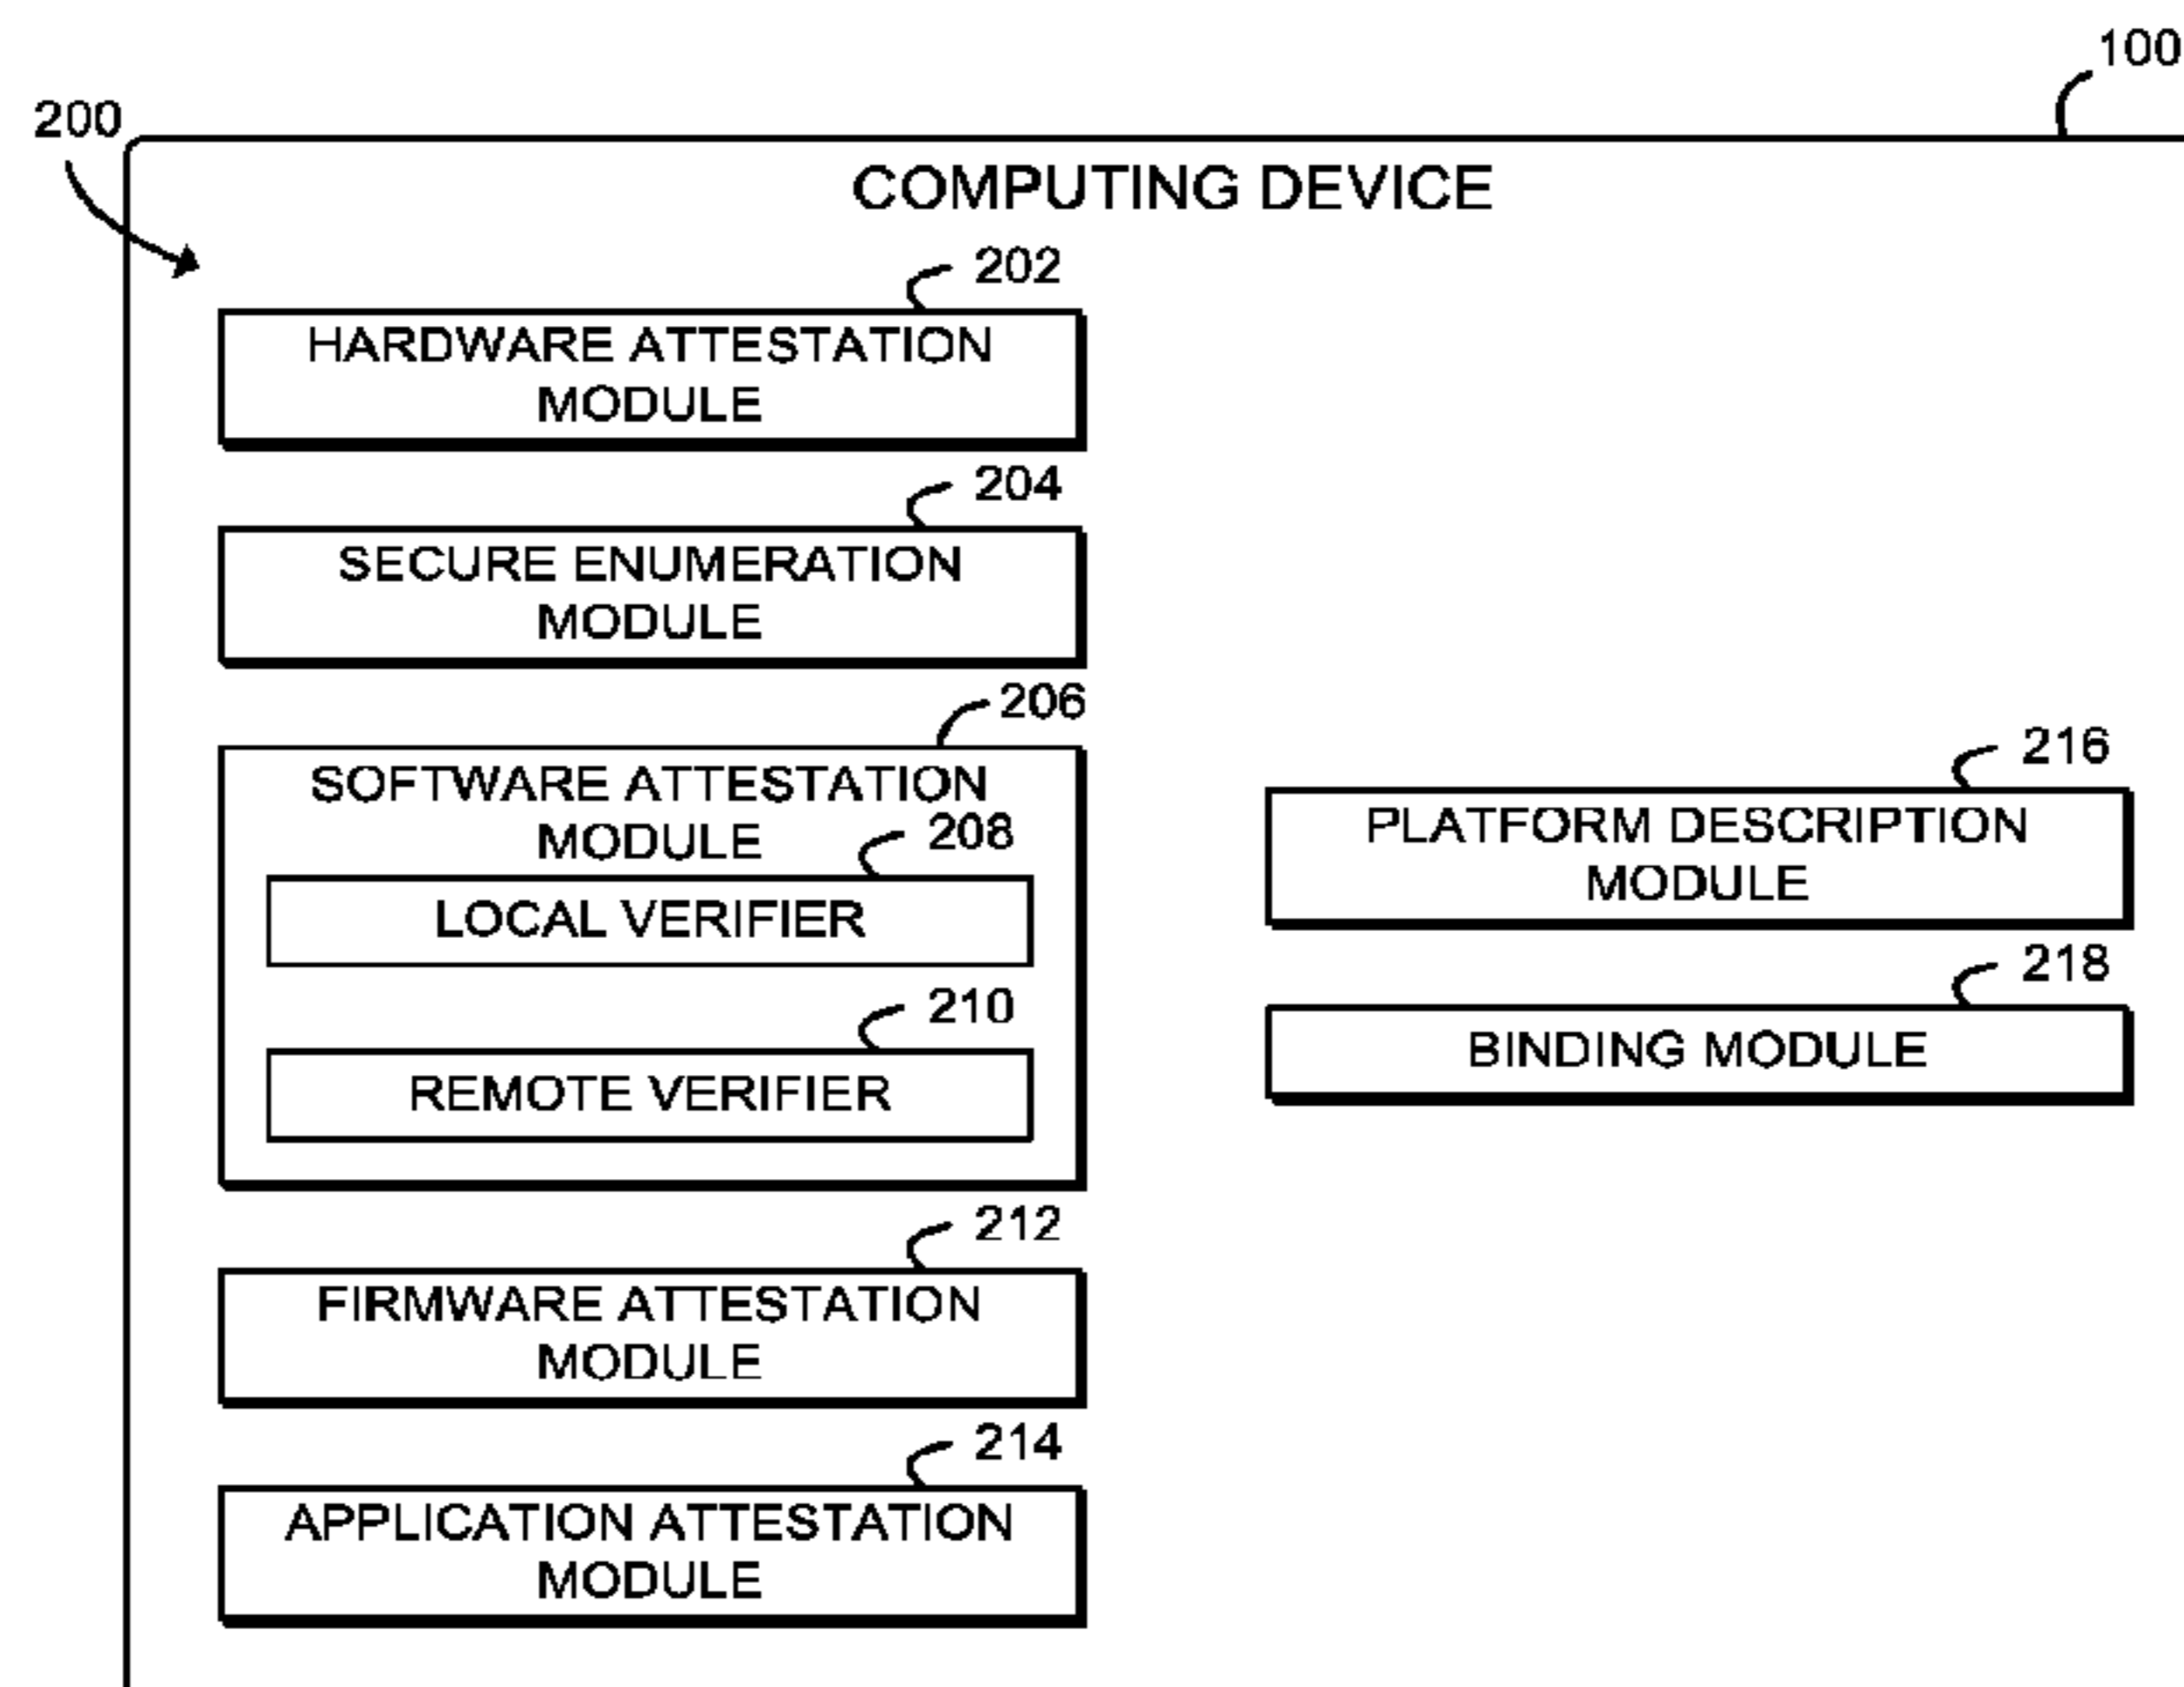 100
200
COMPUTING DEVICE
202
HARDWARE ATTESTATION
MODULE
204
SECURE ENUMERATION
MODULE
206
SOFTWARE ATTESTATION
MODULE
208
LOCAL VERIFIER
210
REMOTE VERIFIER
212
FIRMWARE ATTESTATION
MODULE
214
APPLICATION ATTESTATION
MODULE
216
PLATFORM DESCRIPTION
MODULE
218
BINDING MODULE